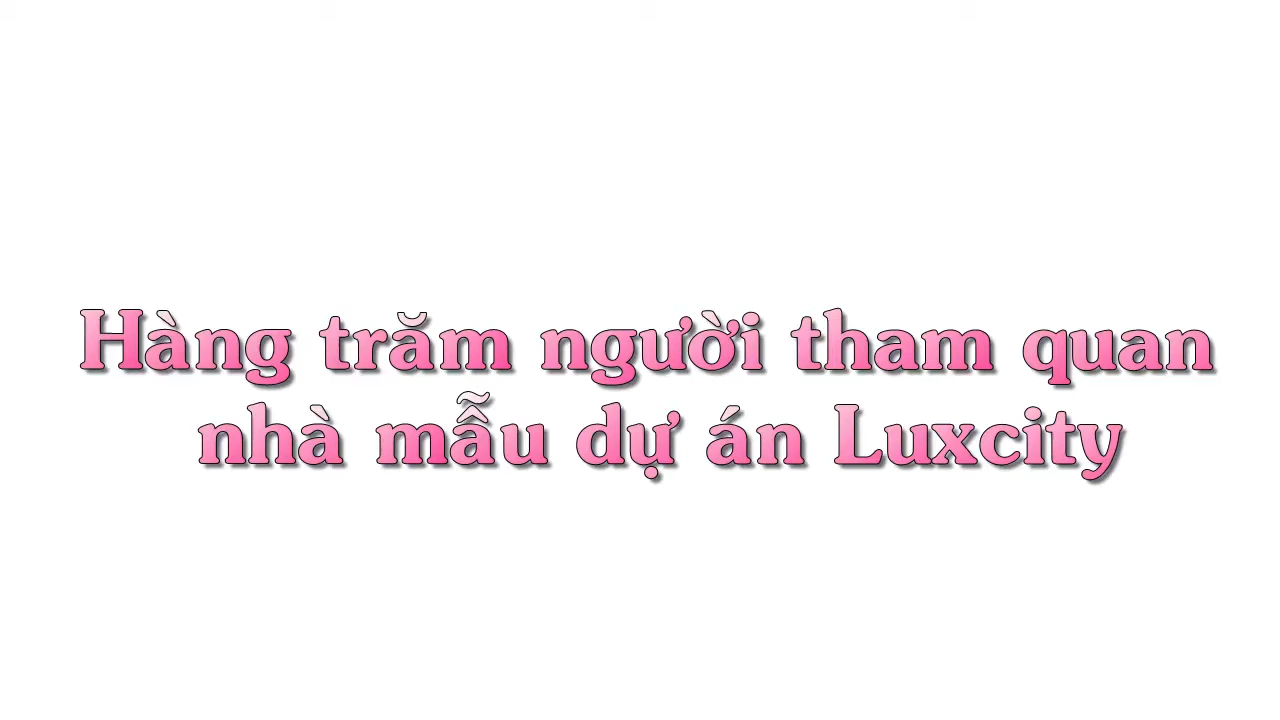 Hàng trăm người tham quan
nhà mẫu dự án Luxcity